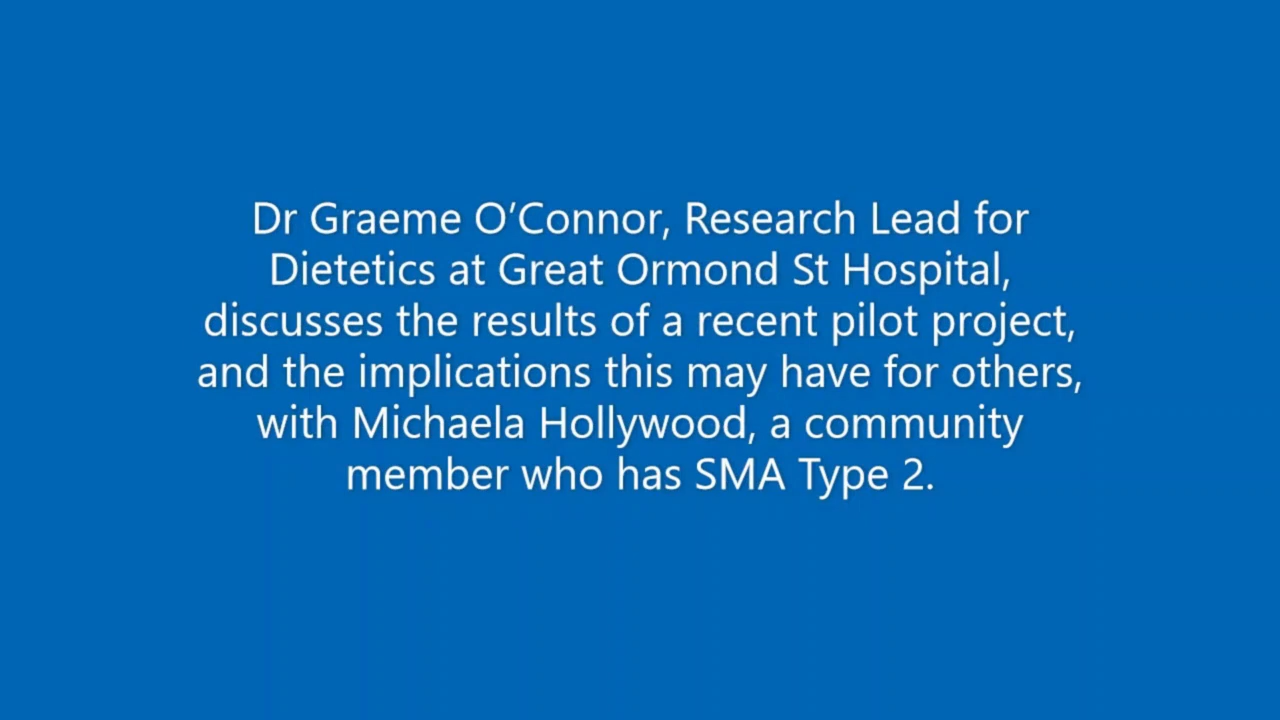 Dr Graeme O’Connor, Research Lead for
Dietetics at Great Ormond St Hospital,
discusses the results of a recent pilot project,
and the implications this may have for others,
with Michaela Hollywood, a community
member who has SMA Type 2.